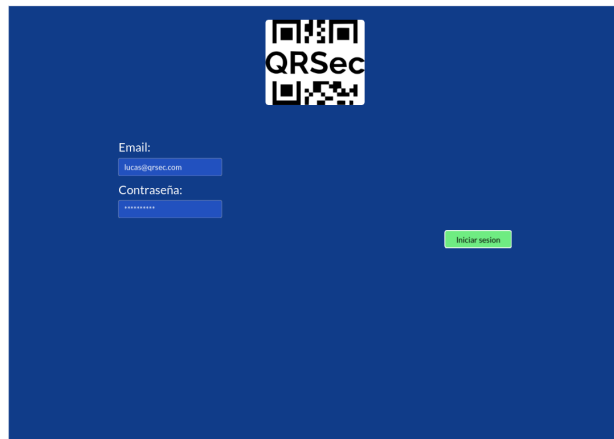 QRSec
Email:
lucas@qrsec.com
Contraseña:
**********
Iniciar sesion